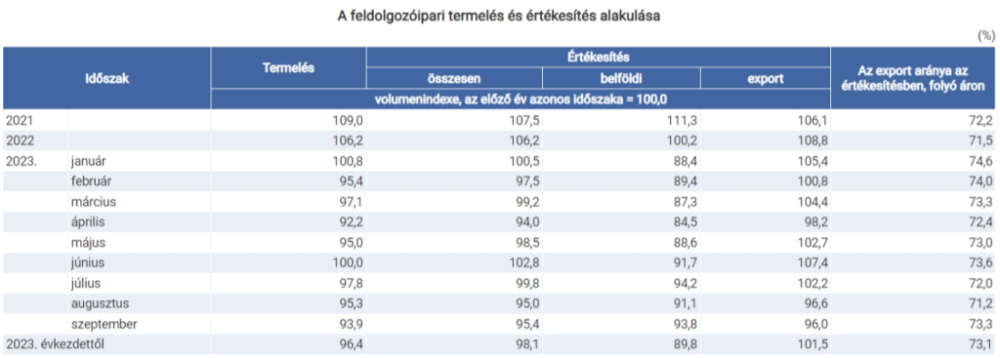 A feldolgozóipari termelés és értékesítés alakulása
(%)
Időszak Termelés Értékesítés Az export aránya az értékesítésben, folyó áron
összesen belföldi export
volumenindexe, az előző év azonos időszaka = 100,0
2021 109,0 107,5 111,3 106,1 72,2
2022 106,2 106,2 100,2 108,8 71,5
2023. január 100,8 100,5 88,4 105,4 74,6
február 95,4 97,5 89,4 100,8 74,0
március 97,1 99,2 87,3 104,4 73,3
április 92,2 94,0 84,5 98,2 72,4
május 95,0 98,5 88,6 102,7 73,0
június 100,0 102,8 91,7 107,4 73,6
július 97,8 99,8 94,2 102,2 72,0
augusztus 95,3 95,0 91,1 96,6 71,2
szeptember 93,9 95,4 93,8 96,0 73,3
2023. évkezdettől 96,4 98,1 89,8 101,5 73,1